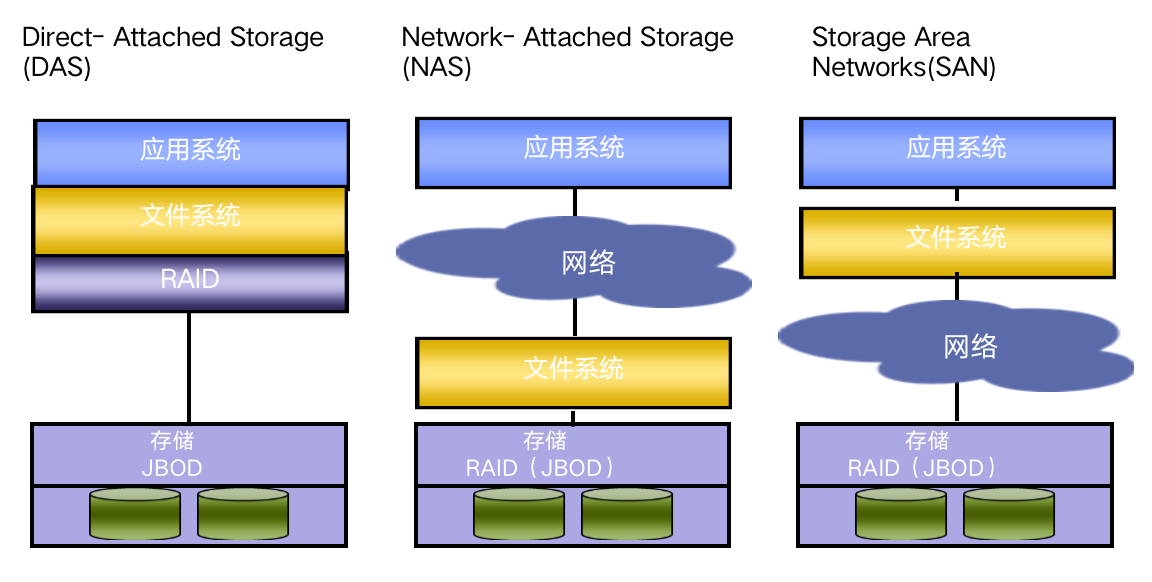 Direct- Attached Storage
(DAS)
应用系统
文件系统
RAID
存储
JBOD
Network- Attached Storage
(NAS)
应用系统
网络
文件系统
存储
RAID（JBOD）
Storage Area
Networks(SAN)
应用系统
文件系统
网络
存储
RAID（JBOD）